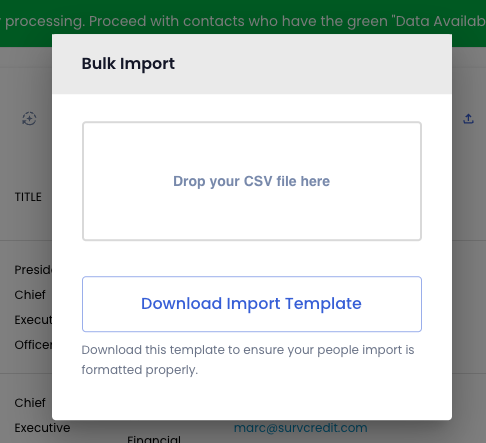 processing. Proceed with contacts who have the green "Data Availab
Bulk Import
Drop your CSV file here
TITLE
Download Import Template
Download this template to ensure your people import is
formatted properly.
Presid
Chief
Execut
Officer
Chief
Executive
Financial
marc@survcredit.com